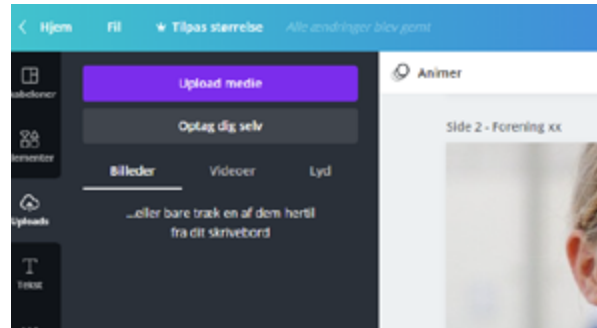 Hjem Fil Tilpas størrelse Alle ændringer blev gemt
Upload medie
Animer
Optag dig selv
Side 2 - Forening xx
Billeder Videoer Lyd
Uploads
...eller bare træk en af dem hertil
fra dit skrivebord
Tekst